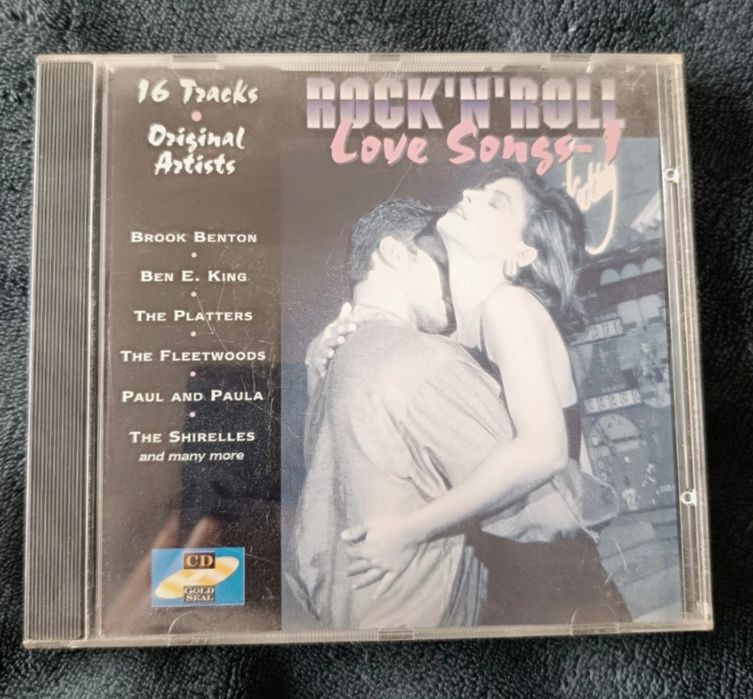 16 Tracks
Original
Artists
ROCK'N'ROLL
Love Songs-1
BROOK BENTON
BEN E. KING
THE PLATTERS
THE FLEETWOODS
PAUL AND PAULA
THE SHIRELLES
and many more
CD
GOLD
SEAL